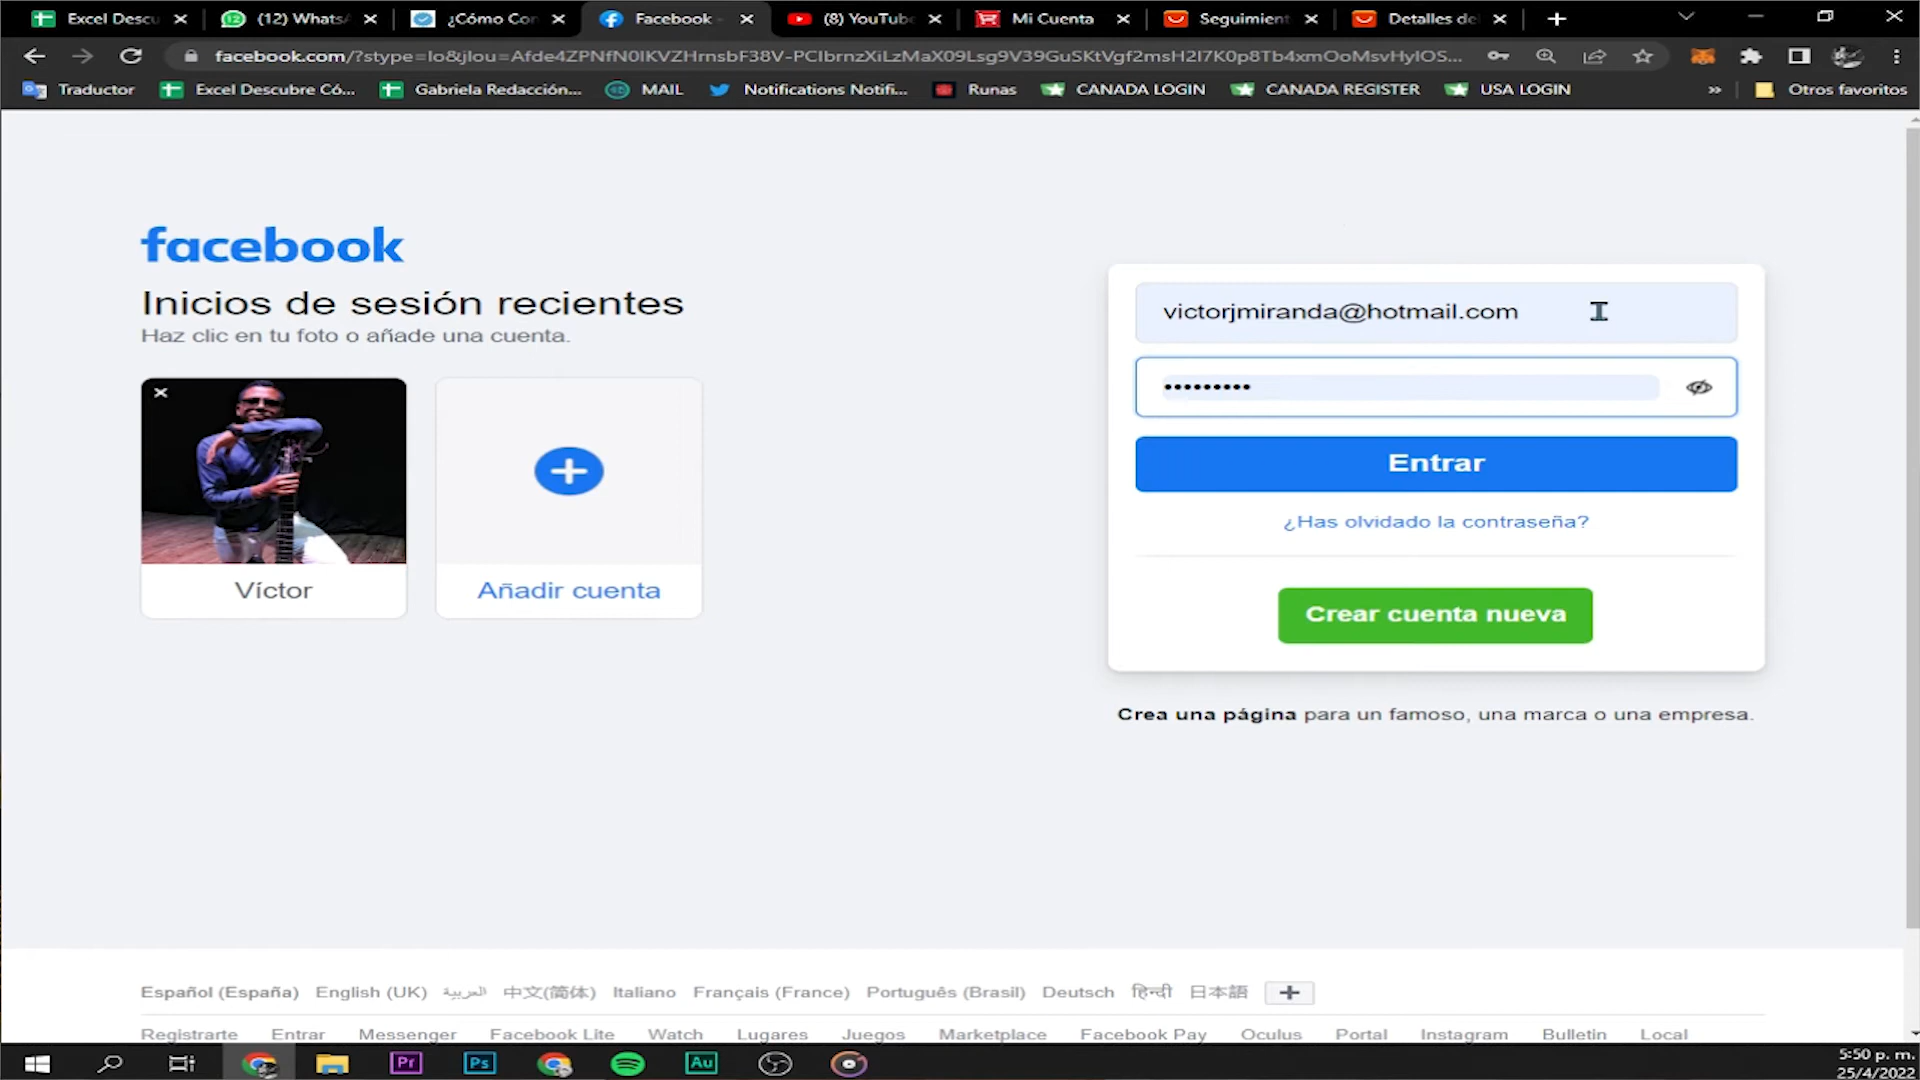 Excel Descu
(12) Whats
¿Cómo Con
Facebook -
(8) YouTub
Mi Cuenta
Seguimient
Detalles de
facebook.com/?stype=lo&jlou=Afde4ZPNfN0IKVZHrnsbF38V-PCIbrnzXiLzMaX09Lsg9V39GuSKtVgf2msH2I7K0p8Tb4xmOoMsvHyIOS...
Traductor
Excel Descubre Có...
Gabriela Redacción...
MAIL
Notifications Notifi...
Runas
CANADA LOGIN
CANADA REGISTER
USA LOGIN
»
Otros favoritos
facebook
Inicios de sesión recientes
Haz clic en tu foto o añade una cuenta.
Víctor
Añadir cuenta
victorjmiranda@hotmail.com
•••••••••
Entrar
¿Has olvidado la contraseña?
Crear cuenta nueva
Crea una página para un famoso, una marca o una empresa.
Español (España) English (UK) العربية 中文(简体) Italiano Français (France) Português (Brasil) Deutsch हिन्दी 日本語
Registrarte Entrar Messenger Facebook Lite Watch Lugares Juegos Marketplace Facebook Pay Oculus Portal Instagram Bulletin Local
Pr
Ps
Au
5:50 p. m.
25/4/2022